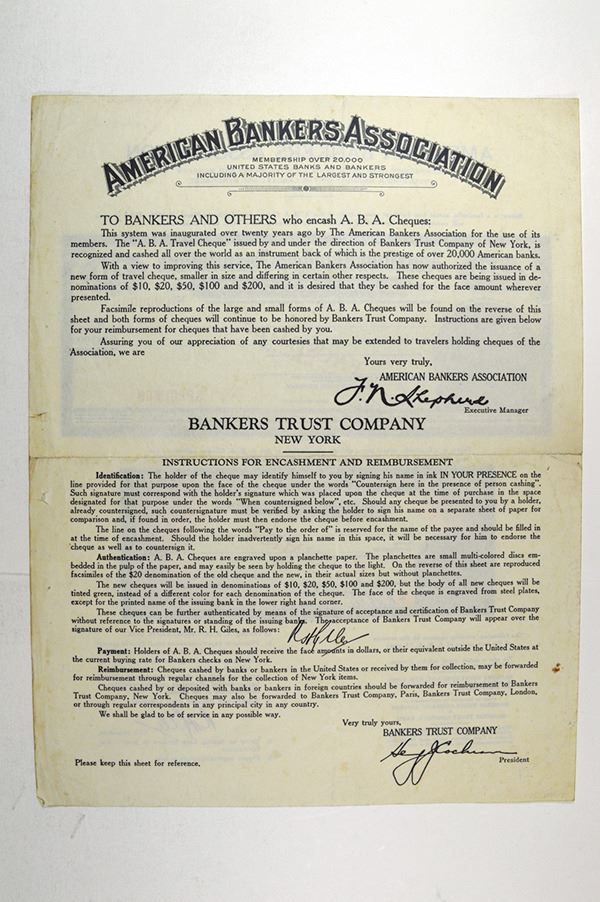 AMERICAN BANKERS ASSOCIATION
MEMBERSHIP OVER 20,000
UNITED STATES BANKS AND BANKERS
INCLUDING A MAJORITY OF THE LARGEST AND STRONGEST
TO BANKERS AND OTHERS who encash A. B. A. Cheques:
This system was inaugurated over twenty years ago by The American Bankers Association for the use of its
members. The "A. B. A. Travel Cheque" issued by and under the direction of Bankers Trust Company of New York, is
recognized and cashed all over the world as an instrument back of which is the prestige of over 20,000 American banks.
With a view to improving this service, The American Bankers Association has now authorized the issuance of a
new form of travel cheque, smaller in size and differing in certain other respects. These cheques are being issued in de-
nominations of $10, $20, $50, $100 and $200, and it is desired that they be cashed for the face amount wherever
presented.
Facsimile reproductions of the large and small forms of A. B. A. Cheques will be found on the reverse of this
sheet and both forms of cheques will continue to be honored by Bankers Trust Company. Instructions are given below
for your reimbursement for cheques that have been cashed by you.
Assuring you of our appreciation of any courtesies that may be extended to travelers holding cheques of the
Association, we are
Yours very truly,
AMERICAN BANKERS ASSOCIATION
F. N. Shepherd
Executive Manager
BANKERS TRUST COMPANY
NEW YORK
INSTRUCTIONS FOR ENCASHMENT AND REIMBURSEMENT
Identification: The holder of the cheque may identify himself to you by signing his name in ink IN YOUR PRESENCE on the
line provided for that purpose upon the face of the cheque under the words "Countersign here in the presence of person cashing".
Such signature must correspond with the holder's signature which was placed upon the cheque at the time of purchase in the space
designated for that purpose under the words "When countersigned below", etc. Should any cheque be presented to you by a holder,
already countersigned, such countersignature must be verified by asking the holder to sign his name on a separate sheet of paper for
comparison and, if found in order, the holder must then endorse the cheque before encashment.
The line on the cheques following the words "Pay to the order of" is reserved for the name of the payee and should be filled in
at the time of encashment. Should the holder inadvertently sign his name in this space, it will be necessary for him to endorse the
cheque as well as to countersign it.
Authentication: A. B. A. Cheques are engraved upon a planchette paper. The planchettes are small multi-colored discs em-
bedded in the pulp of the paper, and may easily be seen by holding the cheque to the light. On the reverse of this sheet are reproduced
facsimiles of the $20 denomination of the old cheque and the new, in their actual sizes but without planchettes.
The new cheques will be issued in denominations of $10, $20, $50, $100 and $200, but the body of all new cheques will be
tinted green, instead of a different color for each denomination of the cheque. The face of the cheque is engraved from steel plates,
except for the printed name of the issuing bank in the lower right hand corner.
These cheques can be further authenticated by means of the signature of acceptance and certification of Bankers Trust Company
without reference to the signatures or standing of the issuing banks. The acceptance of Bankers Trust Company will appear over the
signature of our Vice President, Mr. R. H. Giles, as follows: R H Giles
Payment: Holders of A. B. A. Cheques should receive the face amounts in dollars, or their equivalent outside the United States at
the current buying rate for Bankers checks on New York.
Reimbursement: Cheques cashed by banks or bankers in the United States or received by them for collection, may be forwarded
for reimbursement through regular channels for the collection of New York items.
Cheques cashed by or deposited with banks or bankers in foreign countries should be forwarded for reimbursement to Bankers
Trust Company, New York. Cheques may also be forwarded to Bankers Trust Company, Paris, Bankers Trust Company, London,
or through regular correspondents in any principal city in any country.
We shall be glad to be of service in any possible way.
Very truly yours,
BANKERS TRUST COMPANY
Cochran
President
Please keep this sheet for reference.